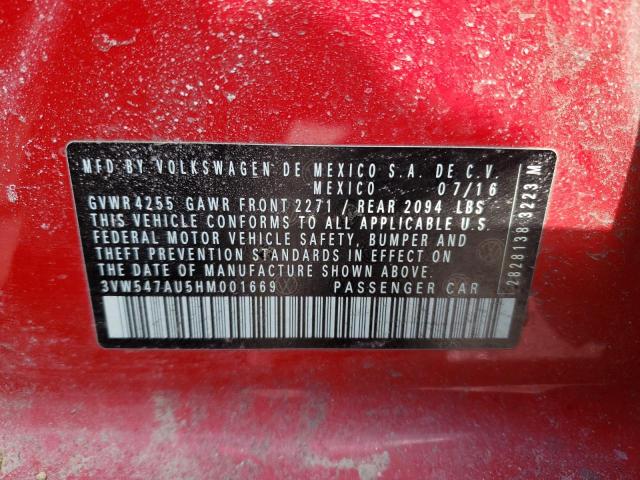 MFD BY VOLKSWAGEN DE MEXICO S.A. DE C.V.
MEXICO 07/16
GVWR 4255 GAWR FRONT 2271 / REAR 2094 LBS
THIS VEHICLE CONFORMS TO ALL APPLICABLE U.S.
FEDERAL MOTOR VEHICLE SAFETY, BUMPER AND
THEFT PREVENTION STANDARDS IN EFFECT ON
THE DATE OF MANUFACTURE SHOWN ABOVE.
3VW547AU5HM001669 PASSENGER CAR
2828138 3223 M